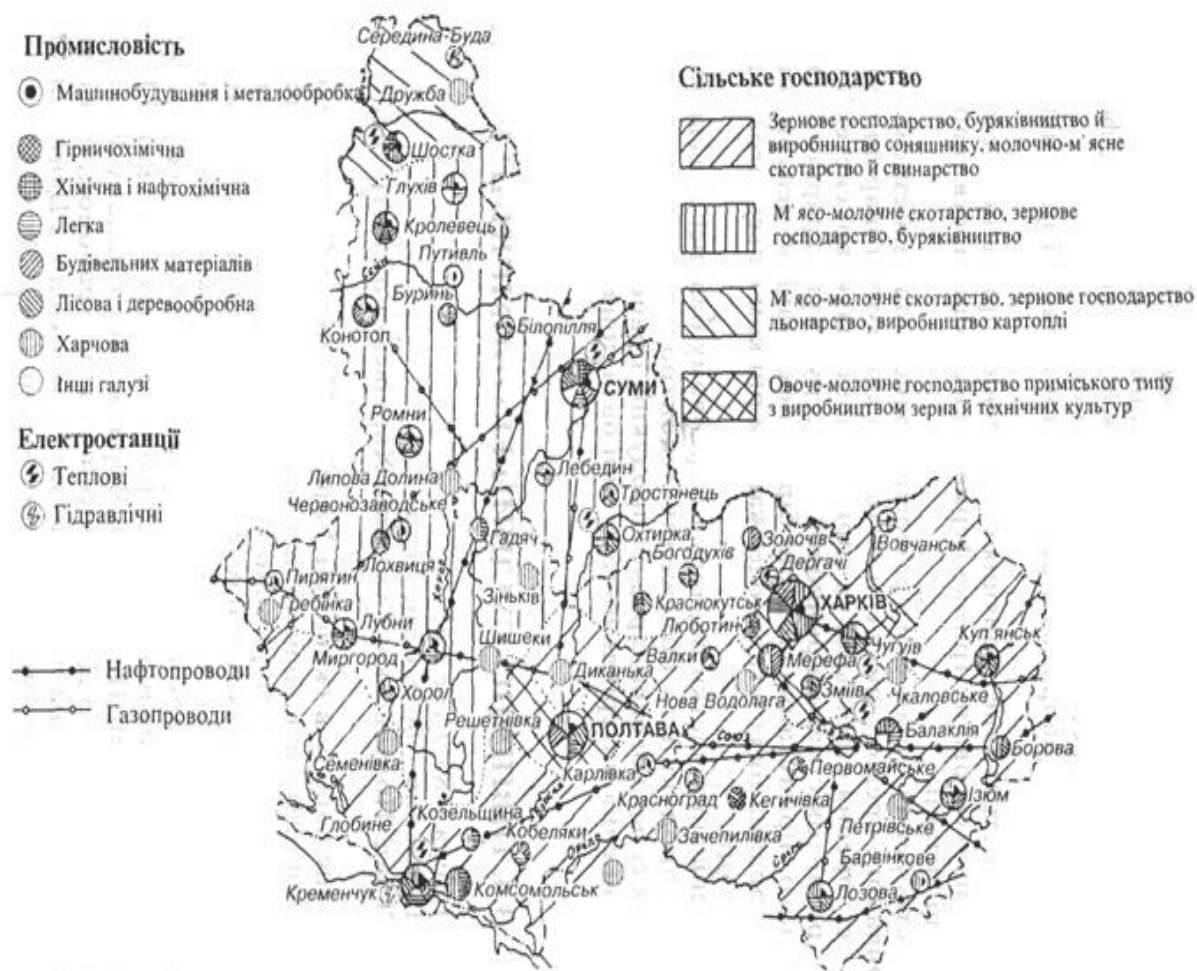 Промисловість
Машинобудування і металообробка
Гірничохімічна
Хімічна і нафтохімічна
Легка
Будівельних матеріалів
Лісова і деревообробна
Харчова
Інші галузі
Електростанції
Теплові
Гідравлічні
Нафтопроводи
Газопроводи
Сільське господарство
Зернове господарство, буряківництво й
виробництво соняшнику, молочно-м`ясне
скотарство й свинарство
М`ясо-молочне скотарство, зернове
господарство, буряківництво
М`ясо-молочне скотарство, зернове господарство
льонарство, виробництво картоплі
Овоче-молочне господарство приміського типу
з виробництвом зерна й технічних культур
Середина-Буда
Дружба
Шостка
Глухів
Кролевець
Путивль
Сейм
Буринь
Білопілля
Конотоп
СУМИ
Ромни
Липова Долина
Лебедин
Тростянець
Червонозаводське
Гадяч
Охтирка
Золочів
Вовчанськ
Лохвиця
Богодухів
Дергачі
Пирятин
Хорол
Зіньків
ХАРКІВ
Гребінка
Краснокутськ
Лубни
Люботин
Чугуїв
Куп`янськ
Шишеки
Миргород
Диканька
Валки
Мерефа
Хорол
Нова Водолага
Зміїв
Чкаловське
Решетнівка
ПОЛТАВА
Союз
Балаклія
Борова
Семенівка
Карлівка
Первомайське
Красноград
Кегичівка
Ізюм
Козельщина
Глобине
Кобеляки
Зачепилівка
Петрівське
Орель
Барвінкове
Кременчук
Комсомольськ
Лозова